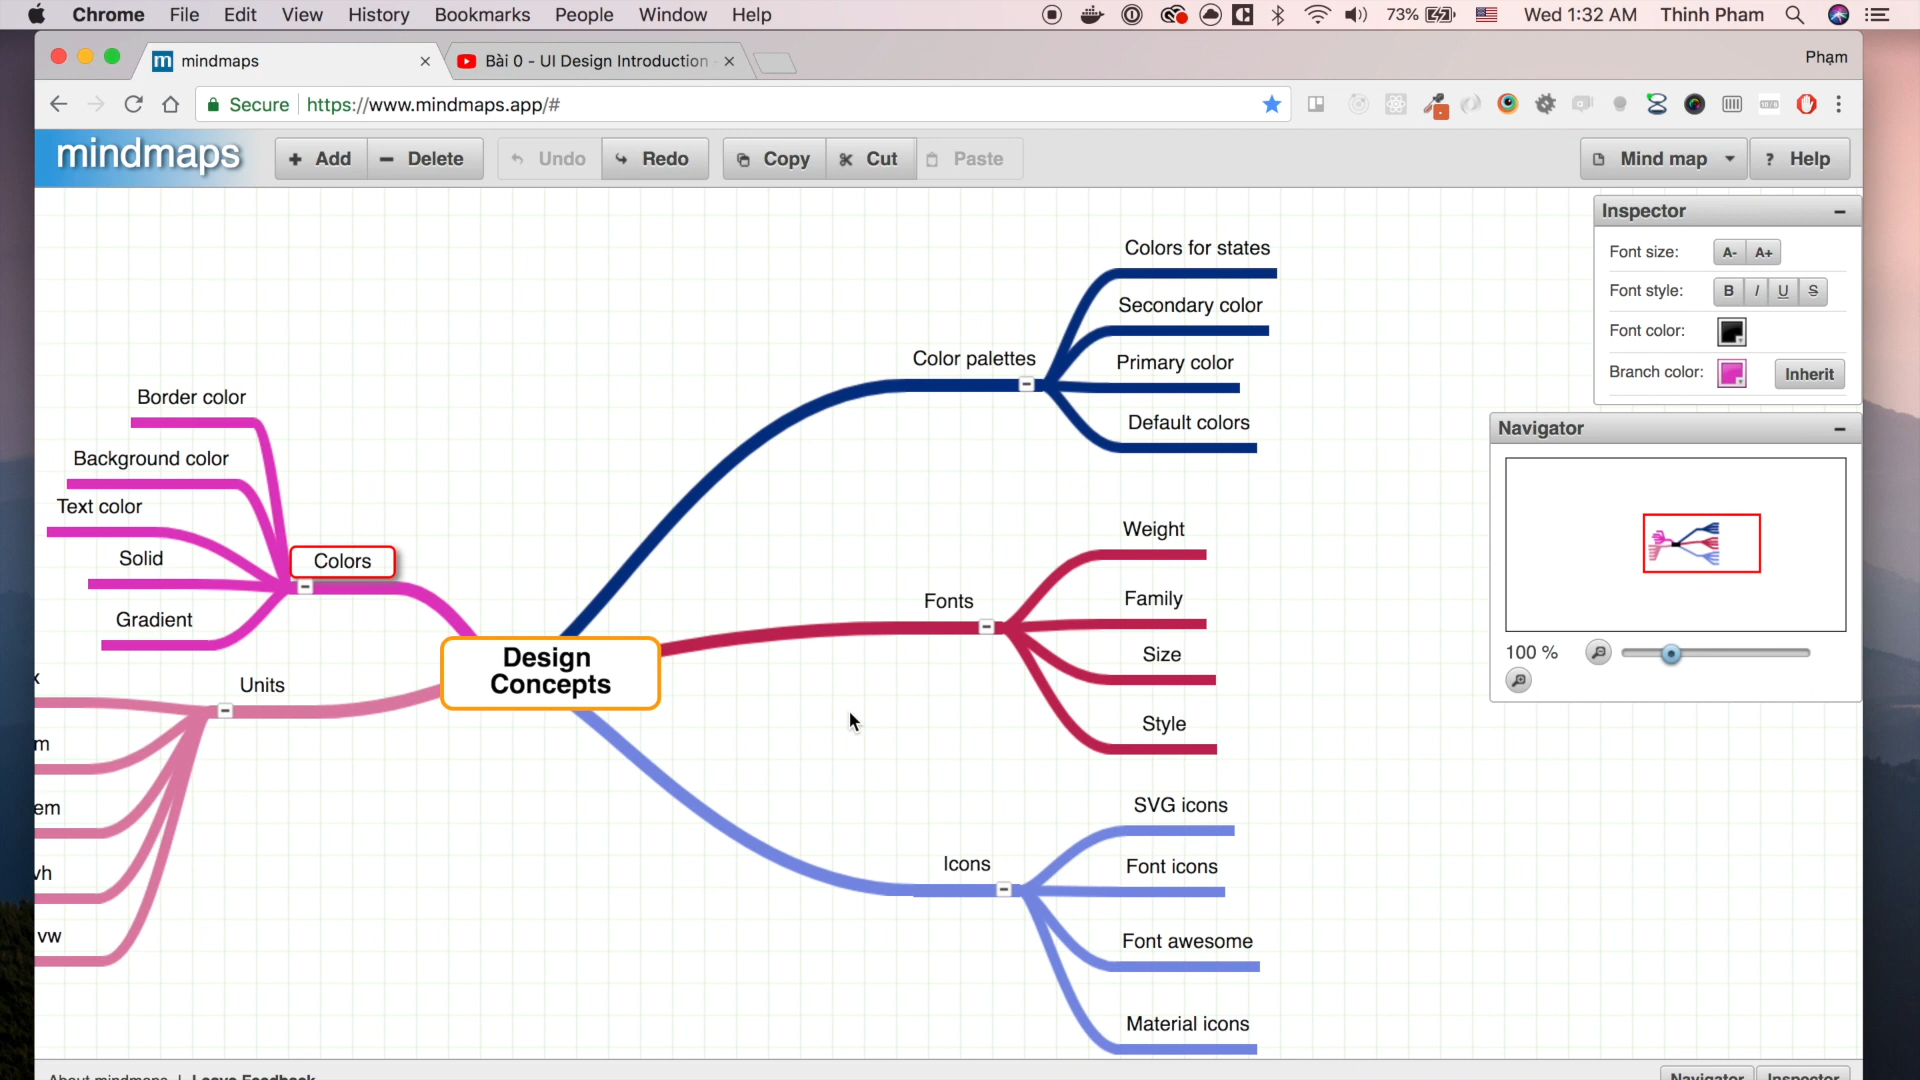 Chrome File Edit View History Bookmarks People Window Help 73% Wed 1:32 AM Thinh Pham
mindmaps Bài 0 - UI Design Introduction Phạm
Secure https://www.mindmaps.app/#
mindmaps Add Delete Undo Redo Copy Cut Paste Mind map ? Help
Inspector
Font size: A- A+
Font style: B I U S
Font color:
Branch color: Inherit
Navigator
100 %
Colors for states
Secondary color
Color palettes
Primary color
Default colors
Border color
Background color
Text color
Solid
Colors
Gradient
Weight
Fonts
Family
Size
Style
Design
Concepts
Units
em
vh
vw
SVG icons
Icons
Font icons
Font awesome
Material icons
About mindmaps | Leave Feedback Navigator Inspector